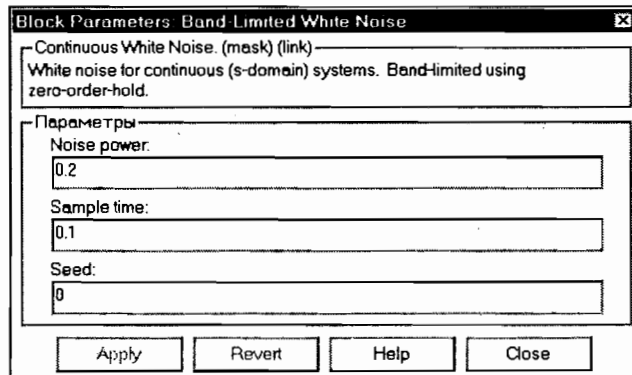 Block Parameters: Band-Limited White Noise
Continuous White Noise. (mask) (link)
White noise for continuous (s-domain) systems. Band-limited using
zero-order-hold.
Параметры
Noise power:
0.2
Sample time:
0.1
Seed:
0
Apply Revert Help Close